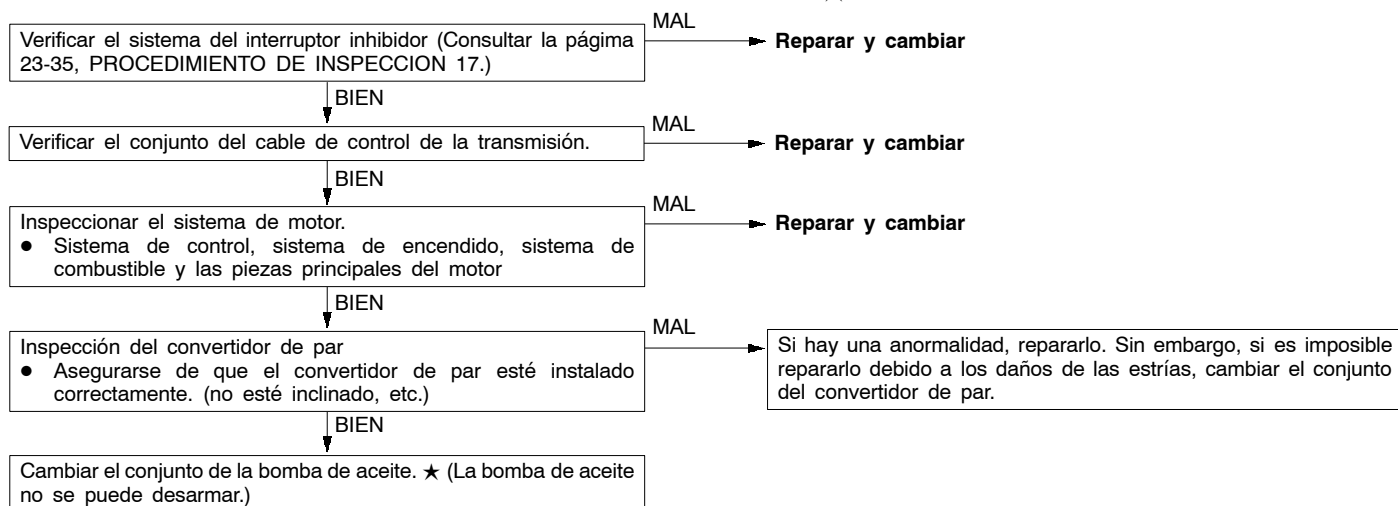 MAL
Verificar el sistema del interruptor inhibidor (Consultar la página
23-35, PROCEDIMIENTO DE INSPECCION 17.)
Reparar y cambiar
BIEN
MAL
Verificar el conjunto del cable de control de la transmisión.
Reparar y cambiar
BIEN
MAL
Inspeccionar el sistema de motor.
● Sistema de control, sistema de encendido, sistema de
combustible y las piezas principales del motor
Reparar y cambiar
BIEN
MAL
Inspección del convertidor de par
● Asegurarse de que el convertidor de par esté instalado
correctamente. (no esté inclinado, etc.)
Si hay una anormalidad, repararlo. Sin embargo, si es imposible
repararlo debido a los daños de las estrías, cambiar el conjunto
del convertidor de par.
BIEN
Cambiar el conjunto de la bomba de aceite. ★ (La bomba de aceite
no se puede desarmar.)